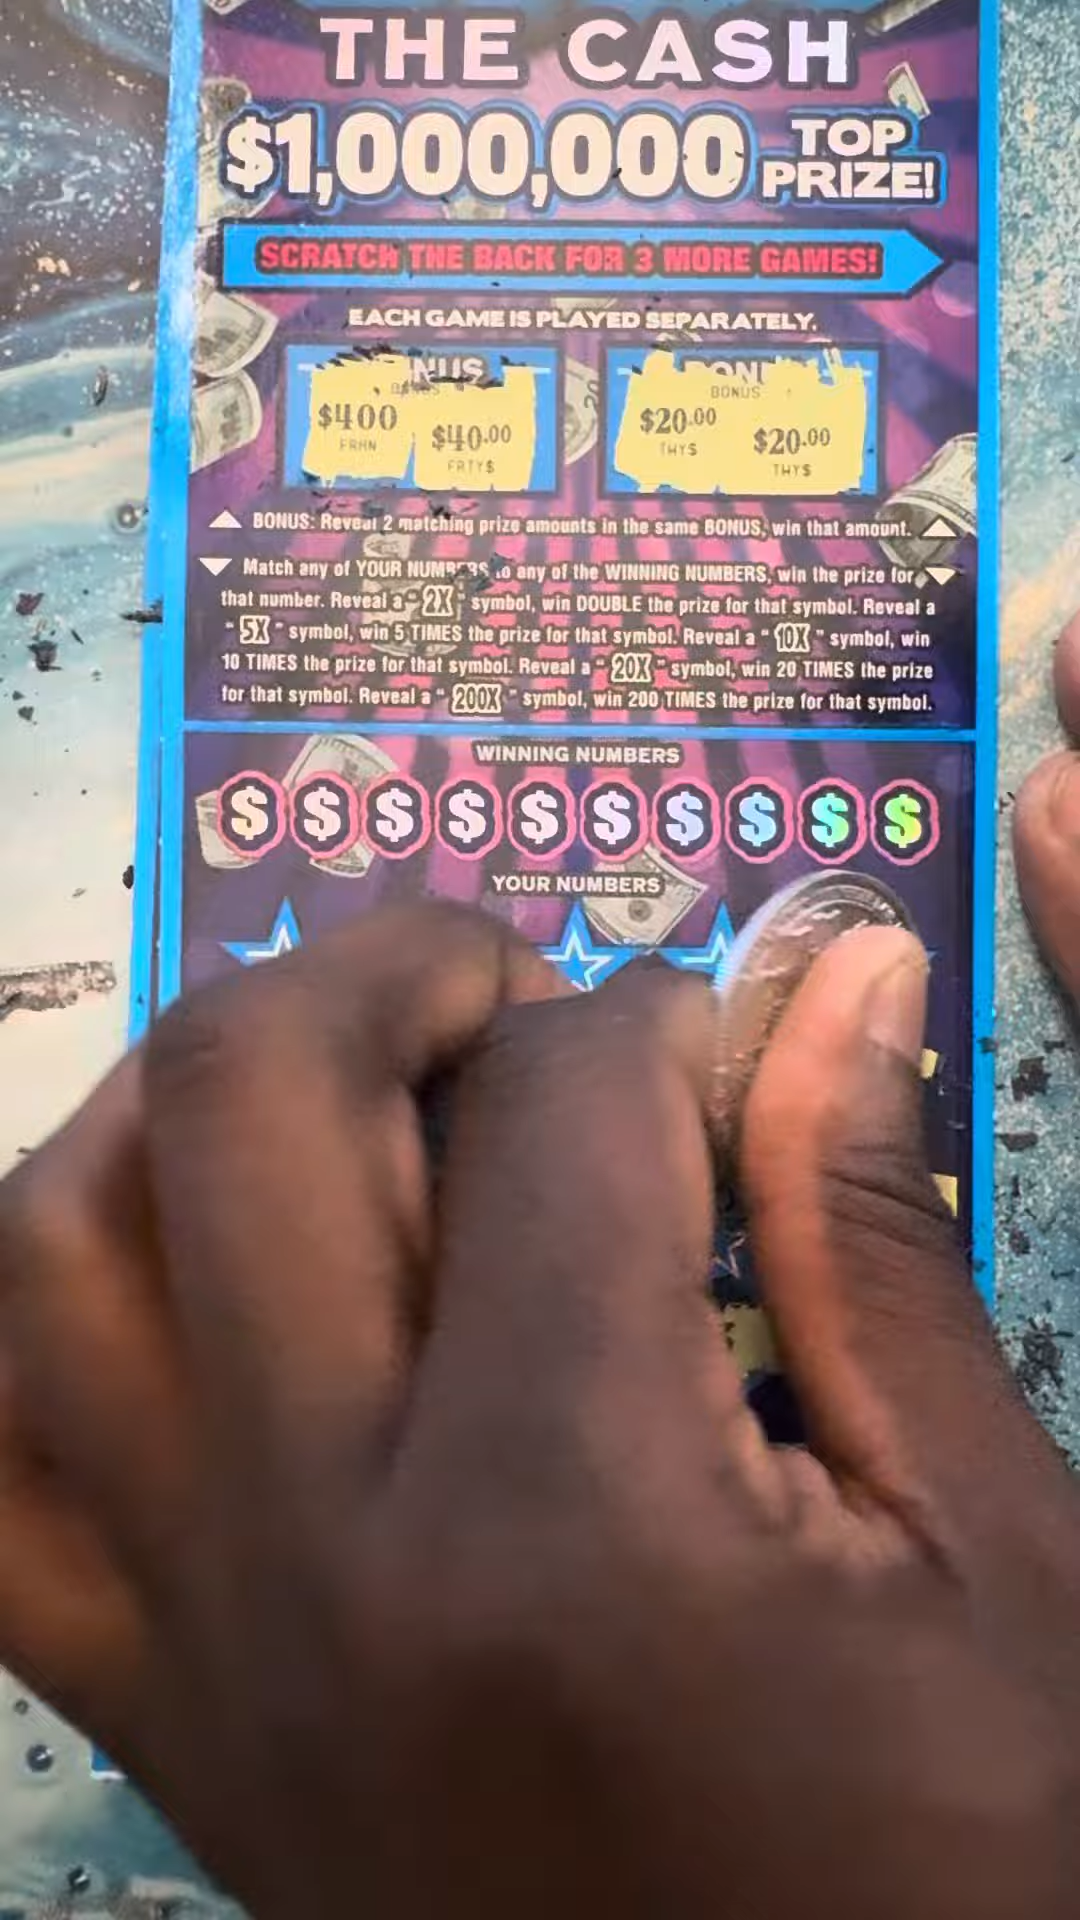 THE CASH
$1,000,000 TOP PRIZE!
SCRATCH THE BACK FOR 3 MORE GAMES!
EACH GAME IS PLAYED SEPARATELY.
BONUS
$400 $40.00
FRHN FRTY$
BONUS
$20.00 $20.00
THY$ THY$
BONUS: Reveal 2 matching prize amounts in the same BONUS, win that amount.
Match any of YOUR NUMBERS to any of the WINNING NUMBERS, win the prize for
that number. Reveal a "2X" symbol, win DOUBLE the prize for that symbol. Reveal a
"5X" symbol, win 5 TIMES the prize for that symbol. Reveal a "10X" symbol, win
10 TIMES the prize for that symbol. Reveal a "20X" symbol, win 20 TIMES the prize
for that symbol. Reveal a "200X" symbol, win 200 TIMES the prize for that symbol.
WINNING NUMBERS
$ $ $ $ $ $ $ $ $ $
YOUR NUMBERS